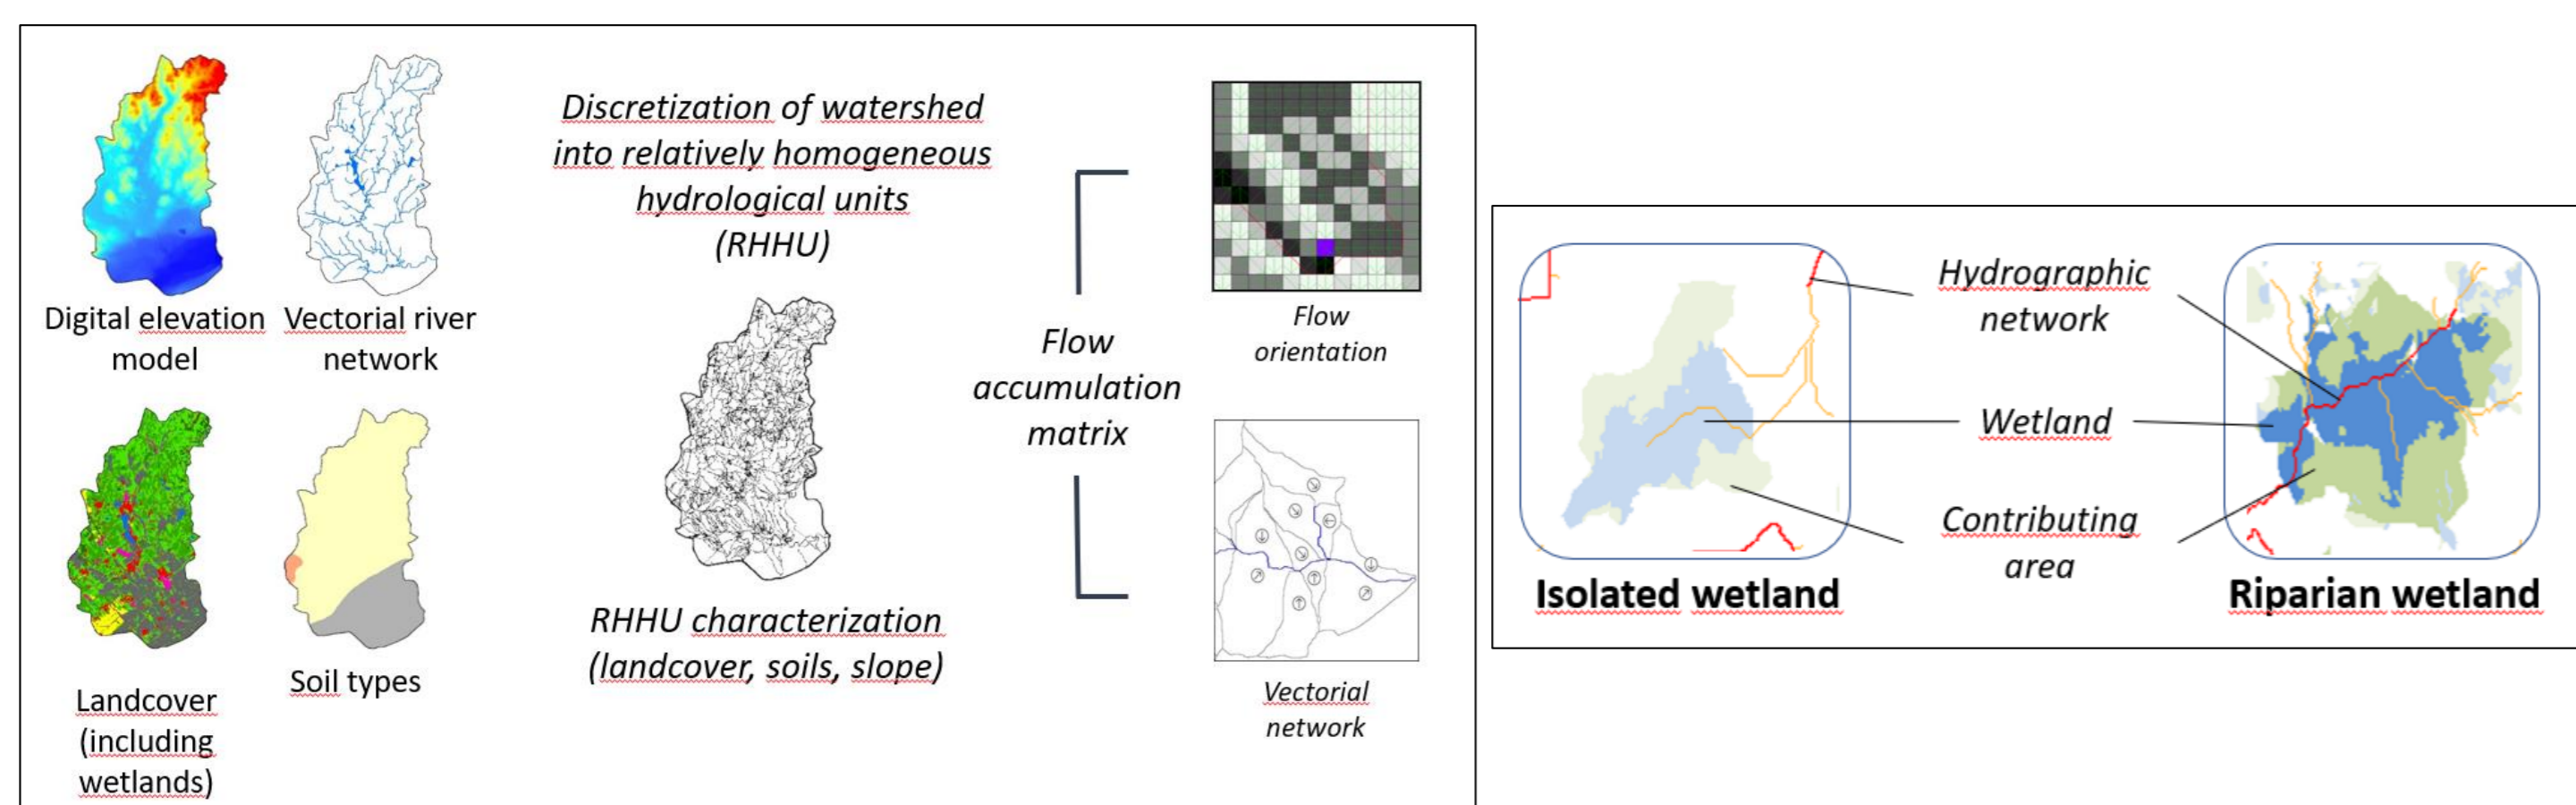 Digital elevation
model
Vectorial river
network
Landcover
(including
wetlands)
Soil types
Discretization of watershed
into relatively homogeneous
hydrological units
(RHHU)
RHHU characterization
(landcover, soils, slope)
Flow
accumulation
matrix
Flow
orientation
Vectorial
network
Hydrographic
network
Wetland
Contributing
area
Isolated wetland
Riparian wetland